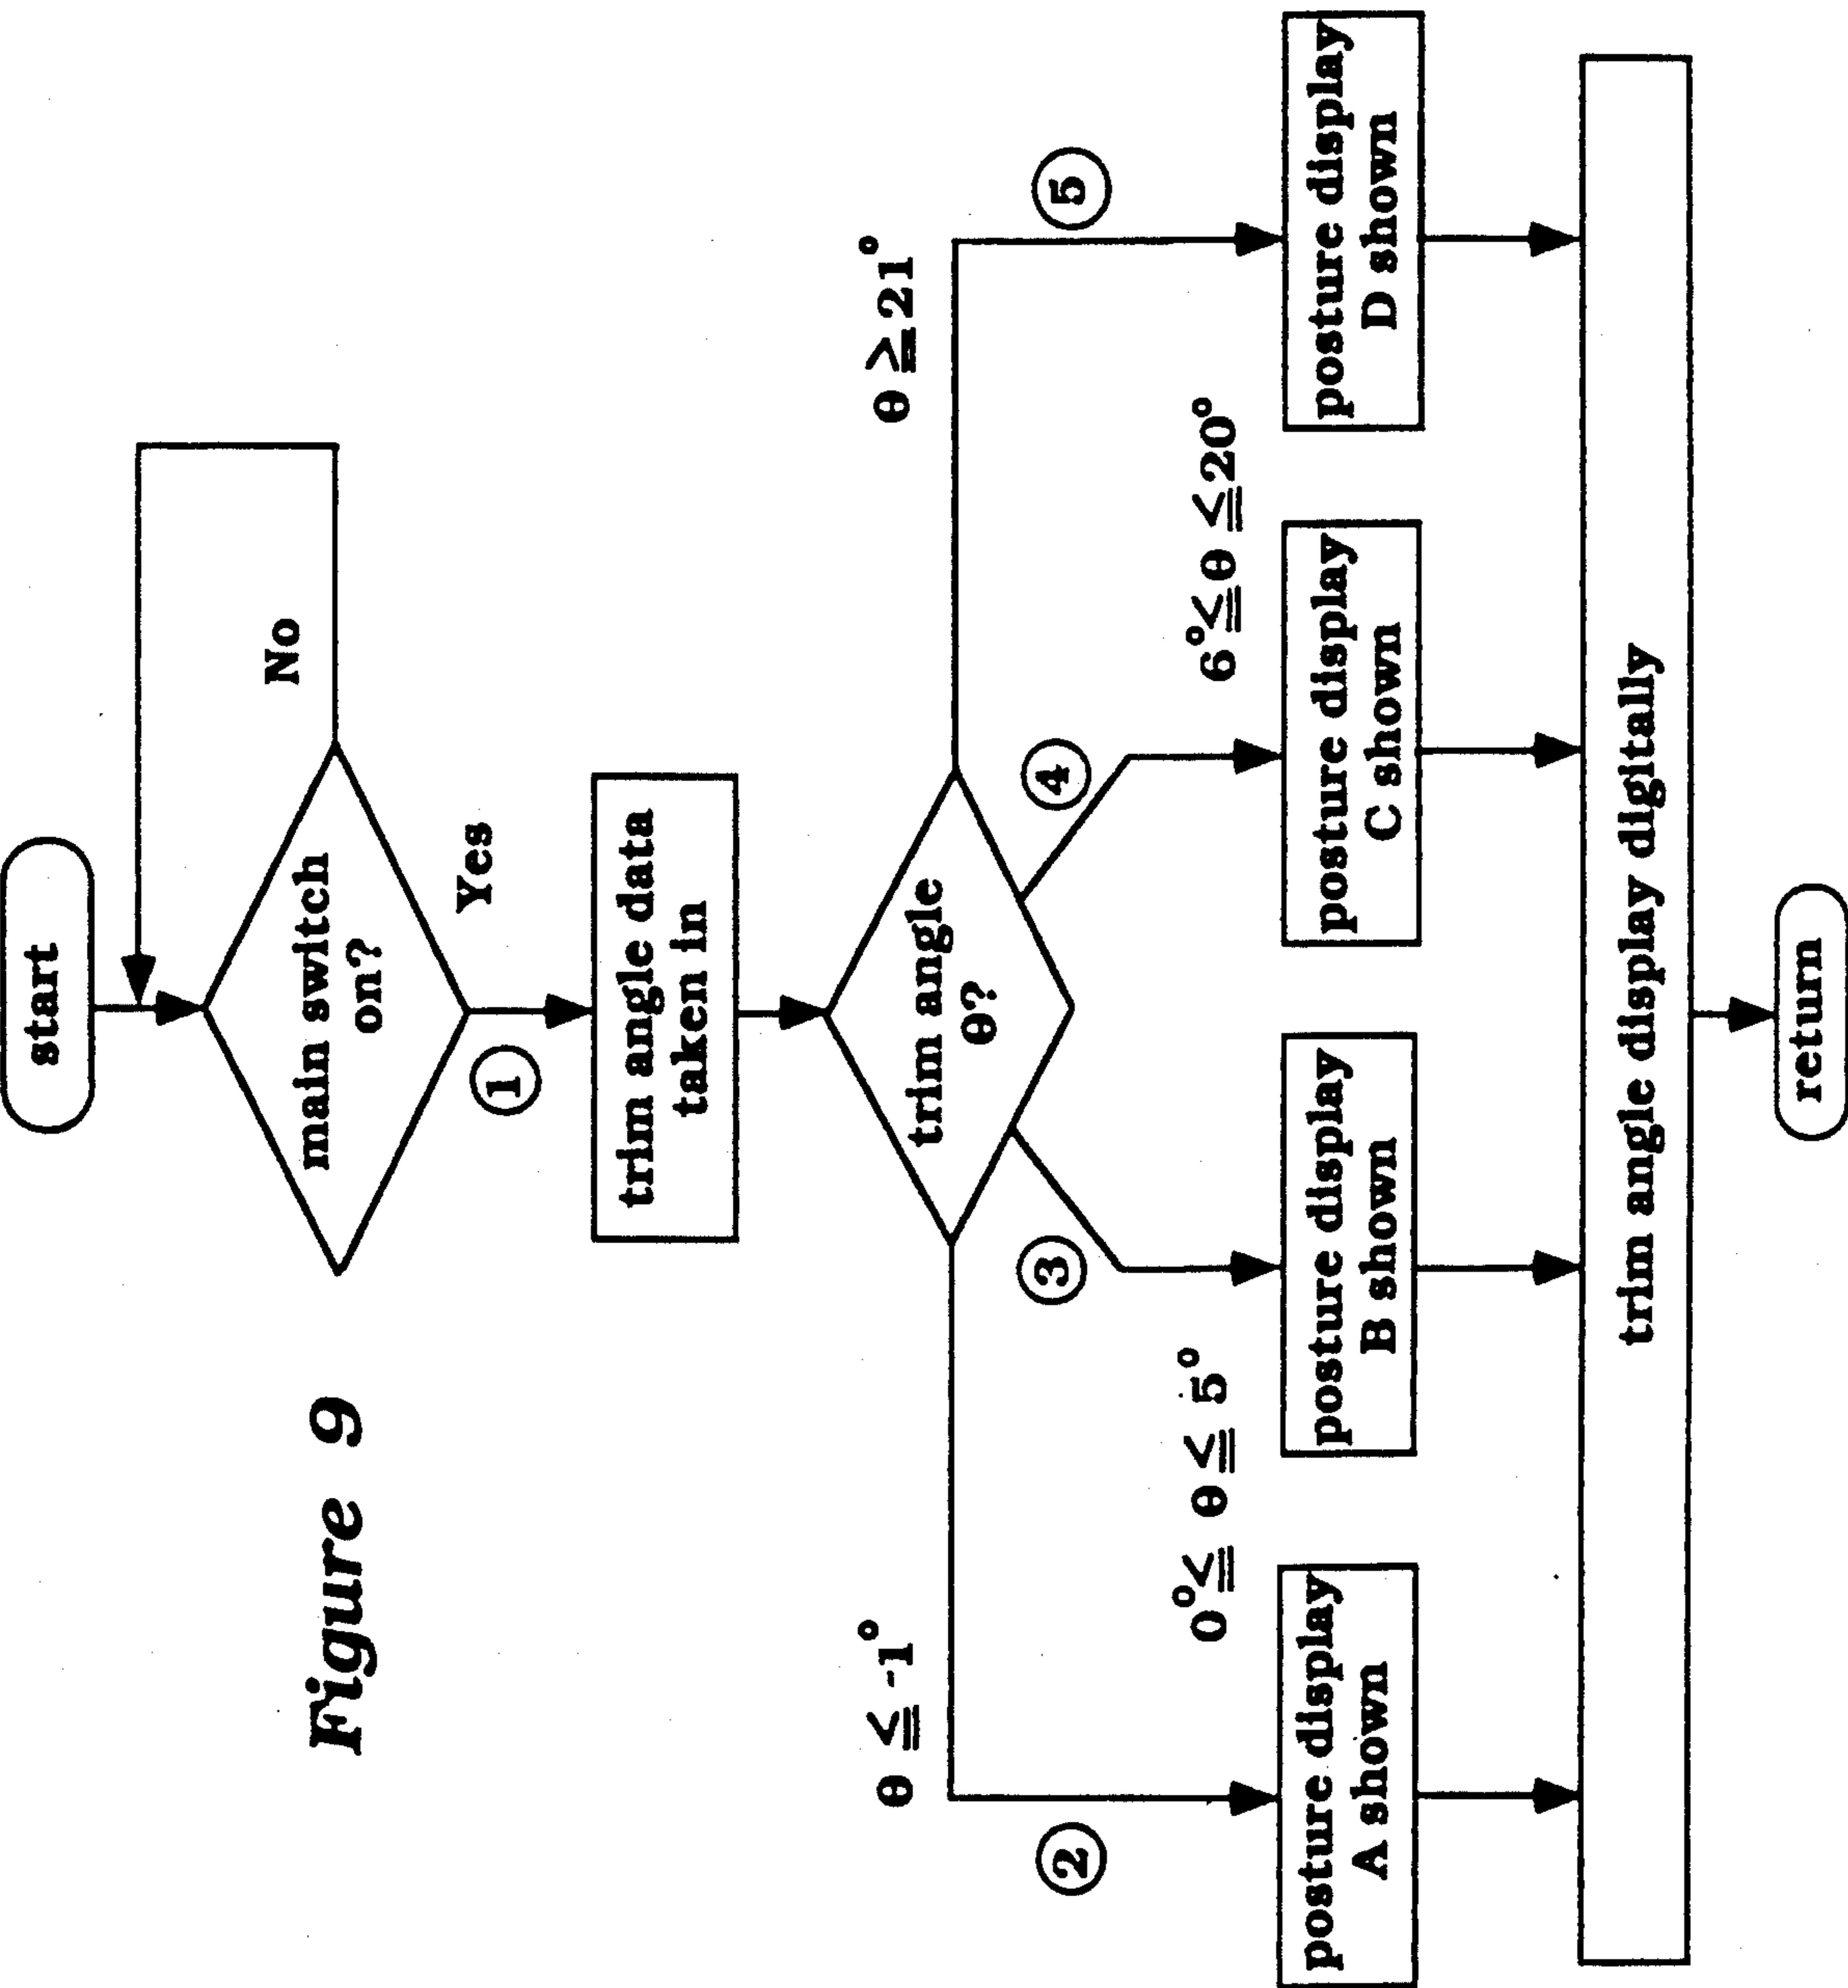 Figure 9
start
main switch
on?
No
Yes
1
trim angle data
taken in
trim angle
θ?
θ ≦ -1°
θ ≧ 21°
2
3
4
5
0° ≦ θ ≦ 5°
6° ≦ θ ≦ 20°
posture display
A shown
posture display
B shown
posture display
C shown
posture display
D shown
trim angle display digitally
return